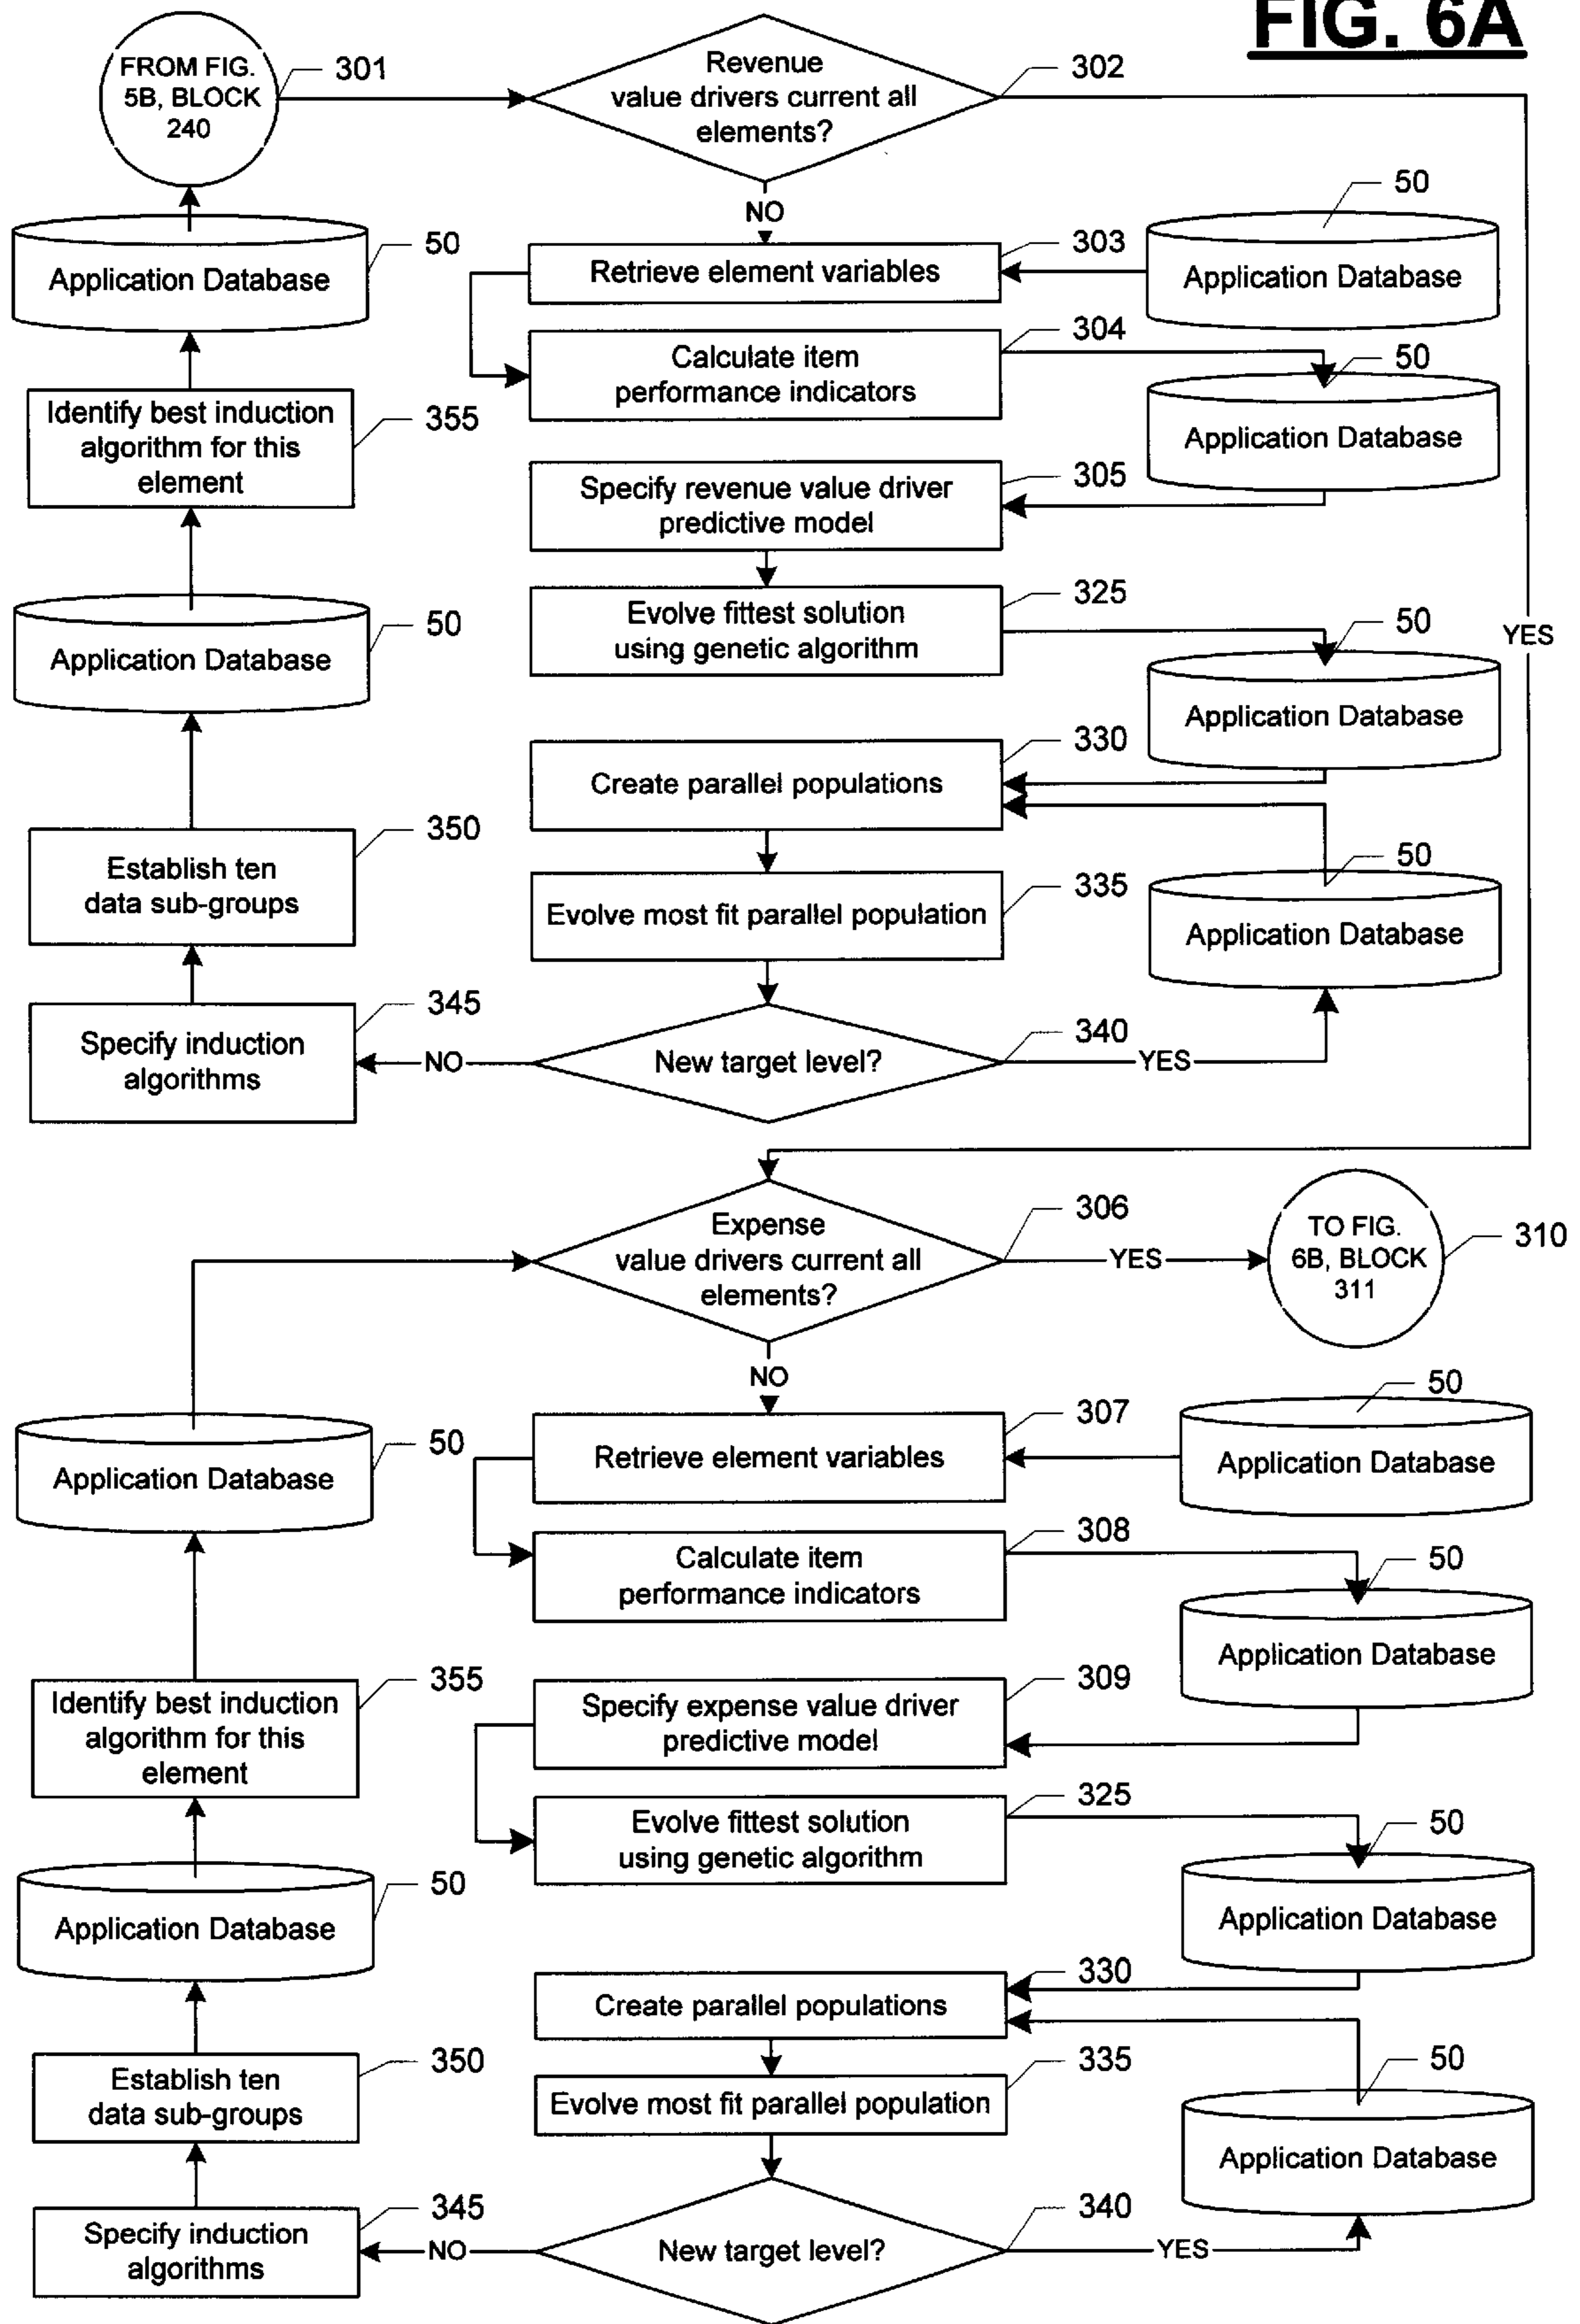 FIG. 6A
FROM FIG.
5B, BLOCK
240
301
Revenue
value drivers current all
elements?
302
NO
YES
50
Application Database
303
Retrieve element variables
50
Application Database
304
Calculate item
performance indicators
50
Application Database
355
Identify best induction
algorithm for this
element
305
Specify revenue value driver
predictive model
325
Evolve fittest solution
using genetic algorithm
50
Application Database
50
Application Database
330
Create parallel populations
350
Establish ten
data sub-groups
335
Evolve most fit parallel population
50
Application Database
345
Specify induction
algorithms
NO
New target level?
340
YES
Expense
value drivers current all
elements?
306
YES
TO FIG.
6B, BLOCK
311
310
NO
50
Application Database
307
Retrieve element variables
50
Application Database
308
Calculate item
performance indicators
50
Application Database
355
Identify best induction
algorithm for this
element
309
Specify expense value driver
predictive model
325
Evolve fittest solution
using genetic algorithm
50
Application Database
50
Application Database
330
Create parallel populations
350
Establish ten
data sub-groups
335
Evolve most fit parallel population
50
Application Database
345
Specify induction
algorithms
NO
New target level?
340
YES